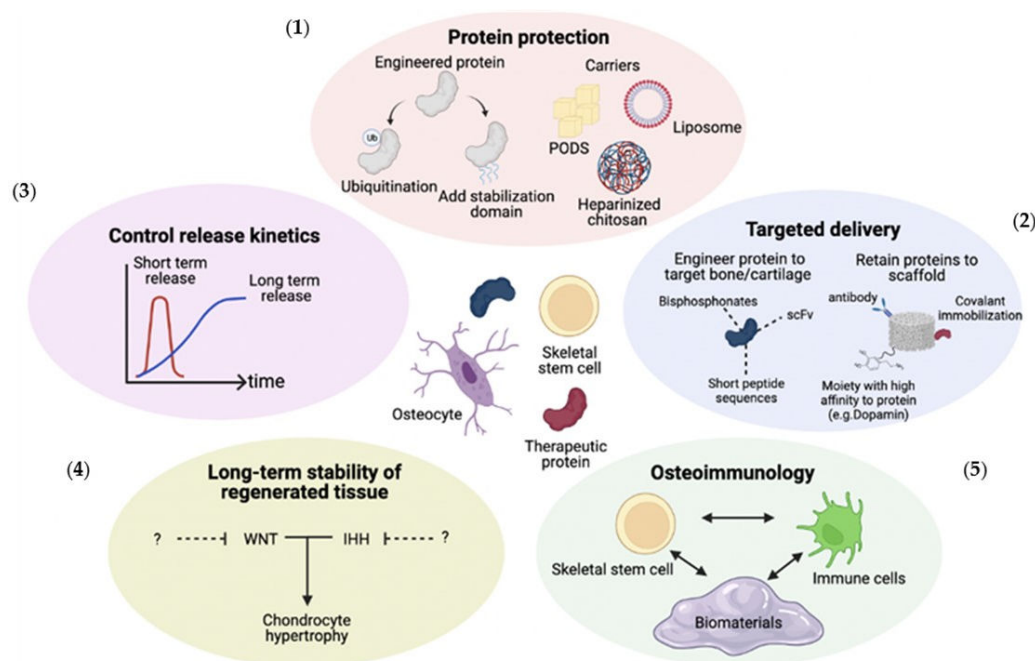 (1)
Protein protection
Engineered protein
Ub
Ubiquitination
Add stabilization
domain
Carriers
PODS
Liposome
Heparinized
chitosan
(3)
Control release kinetics
Short term
release
Long term
release
time
(2)
Targeted delivery
Engineer protein to
target bone/cartilage
Bisphosphonates
scFv
Short peptide
sequences
Retain proteins to
scaffold
antibody
Covalant
immobilization
Moiety with high
affinity to protein
(e.g.Dopamin)
Skeletal
stem cell
Osteocyte
Therapeutic
protein
(4)
Long-term stability of
regenerated tissue
? WNT IHH ?
Chondrocyte
hypertrophy
(5)
Osteoimmunology
Skeletal stem cell
Immune cells
Biomaterials